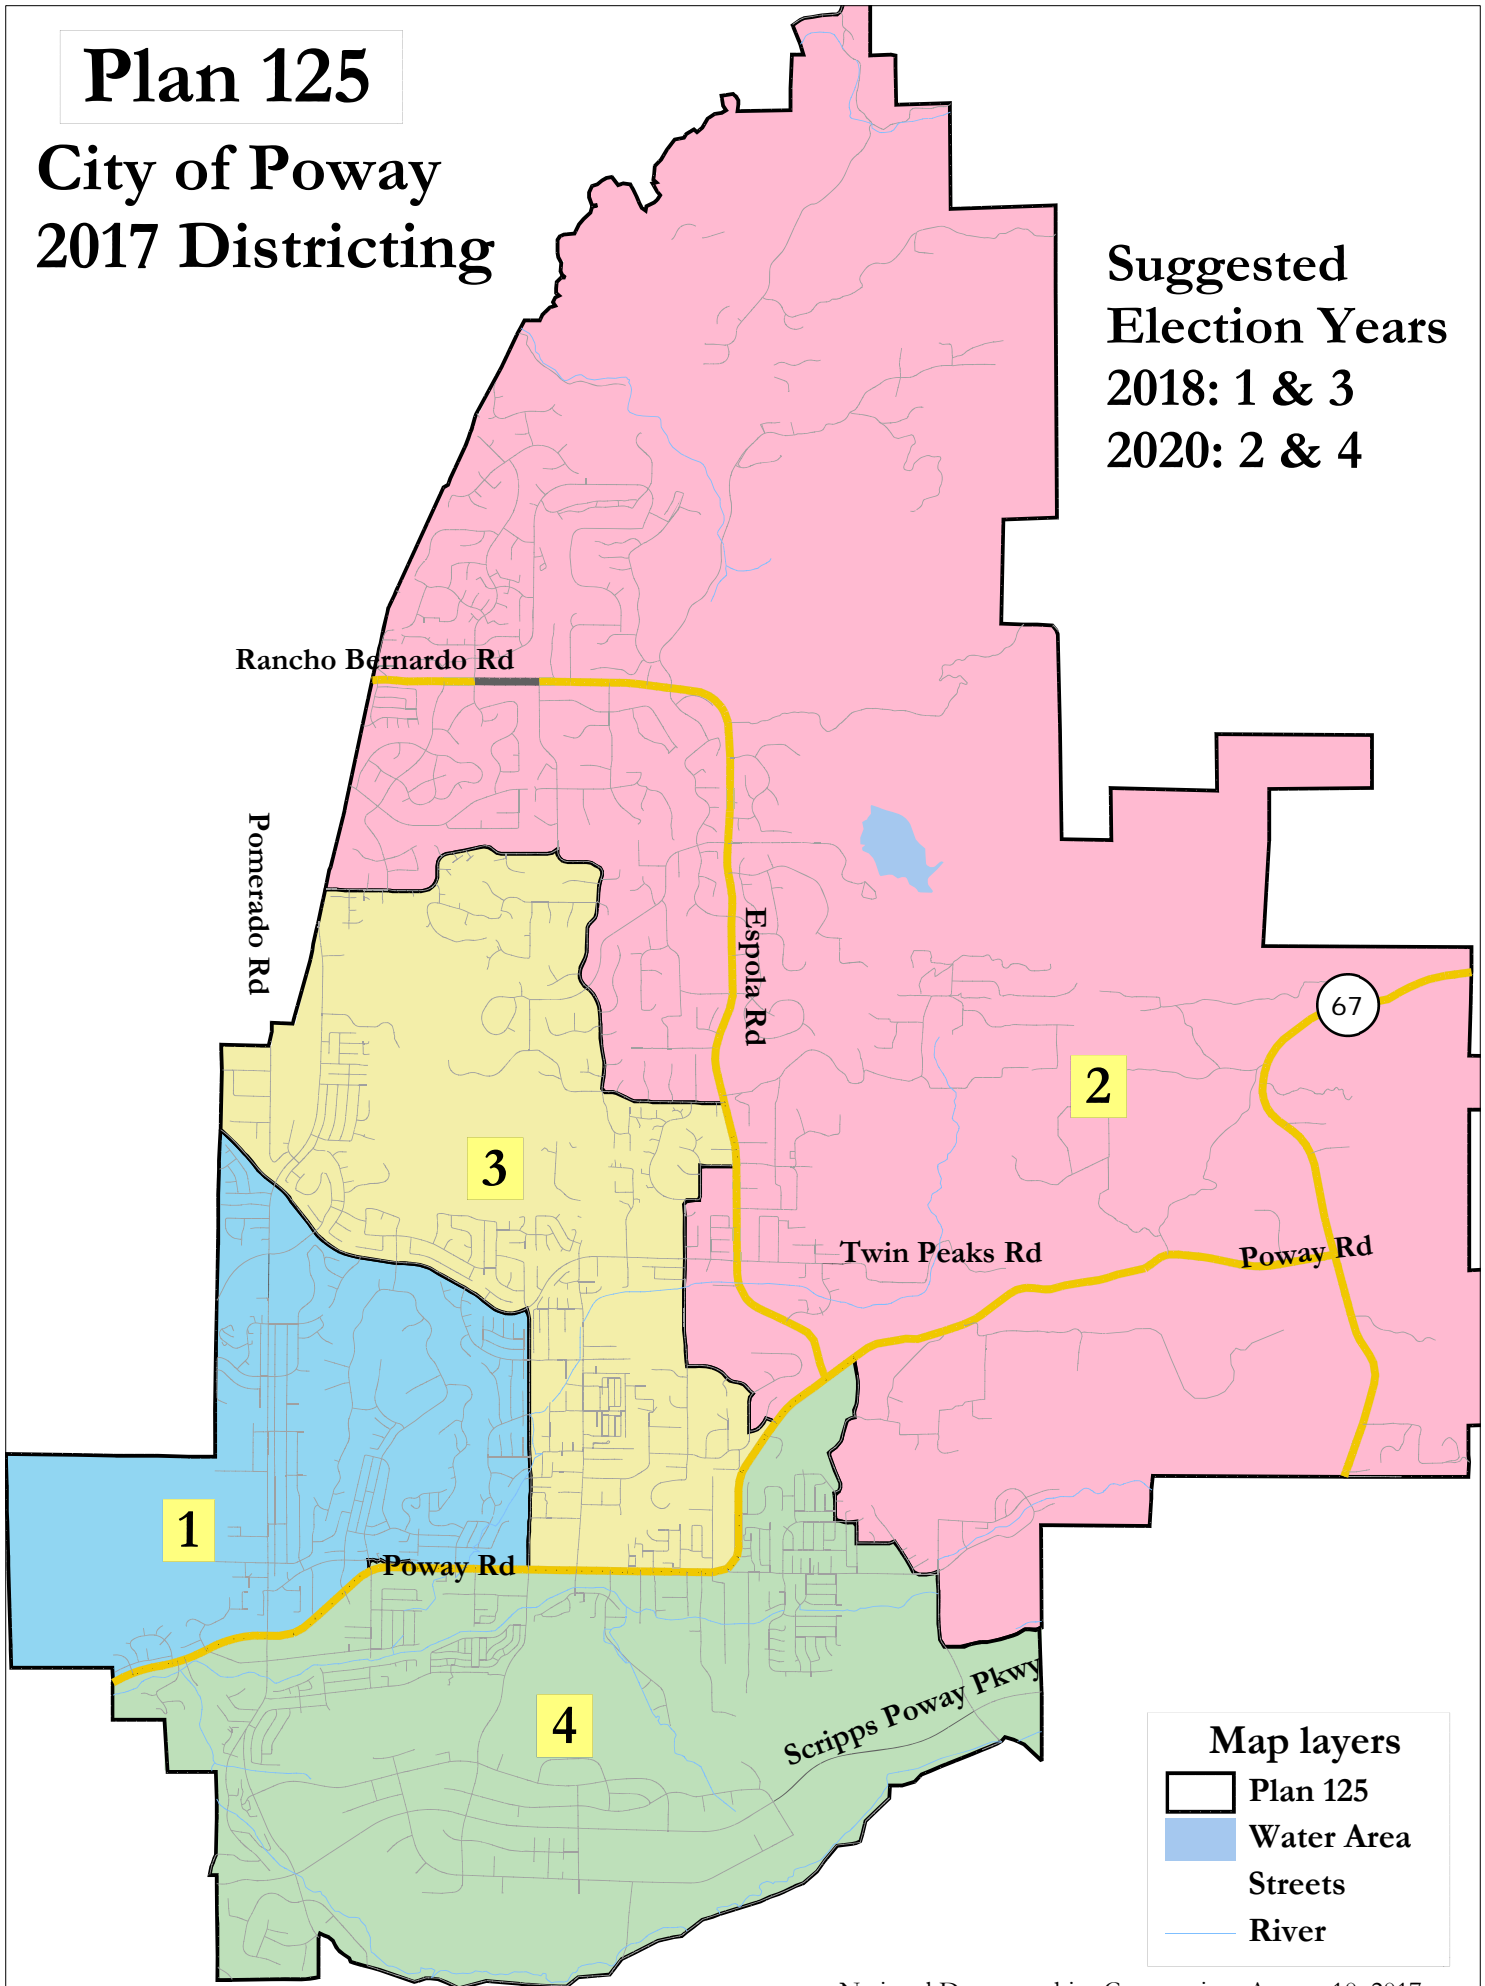 Plan 125
City of Poway
2017 Districting
Suggested
Election Years
2018: 1 & 3
2020: 2 & 4
Rancho Bernardo Rd
Pomerado Rd
Espola Rd
67
2
3
Twin Peaks Rd
Poway Rd
1
Poway Rd
4
Scripps Poway Pkwy
Map layers
Plan 125
Water Area
Streets
River